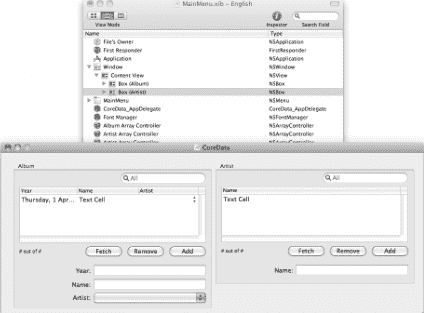 MainMenu.xib – English
View Mode Inspector Search Field
Name Type
File's Owner NSApplication
First Responder FirstResponder
Application NSApplication
Window NSWindow
Content View NSView
Box (Album) NSBox
Box (Artist) NSBox
MainMenu NSMenu
CoreData_AppDelegate CoreData_AppDelegate
Font Manager NSFontManager
Album Array Controller NSArrayController
Artist Array Controller NSArrayController
CoreData
Album Artist
All All
Year Name Artist Name
Thursday, 1 Apr... Text Cell Text Cell
# out of # Fetch Remove Add # out of # Fetch Remove Add
Year: Name:
Name:
Artist: